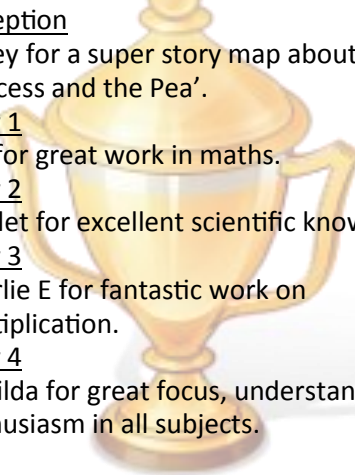 eption
ey for a super story map about
cess and the Pea’.
1
for great work in maths.
2
let for excellent scientific know
3
rlie E for fantastic work on
tiplication.
4
ilda for great focus, understan
usiasm in all subjects.